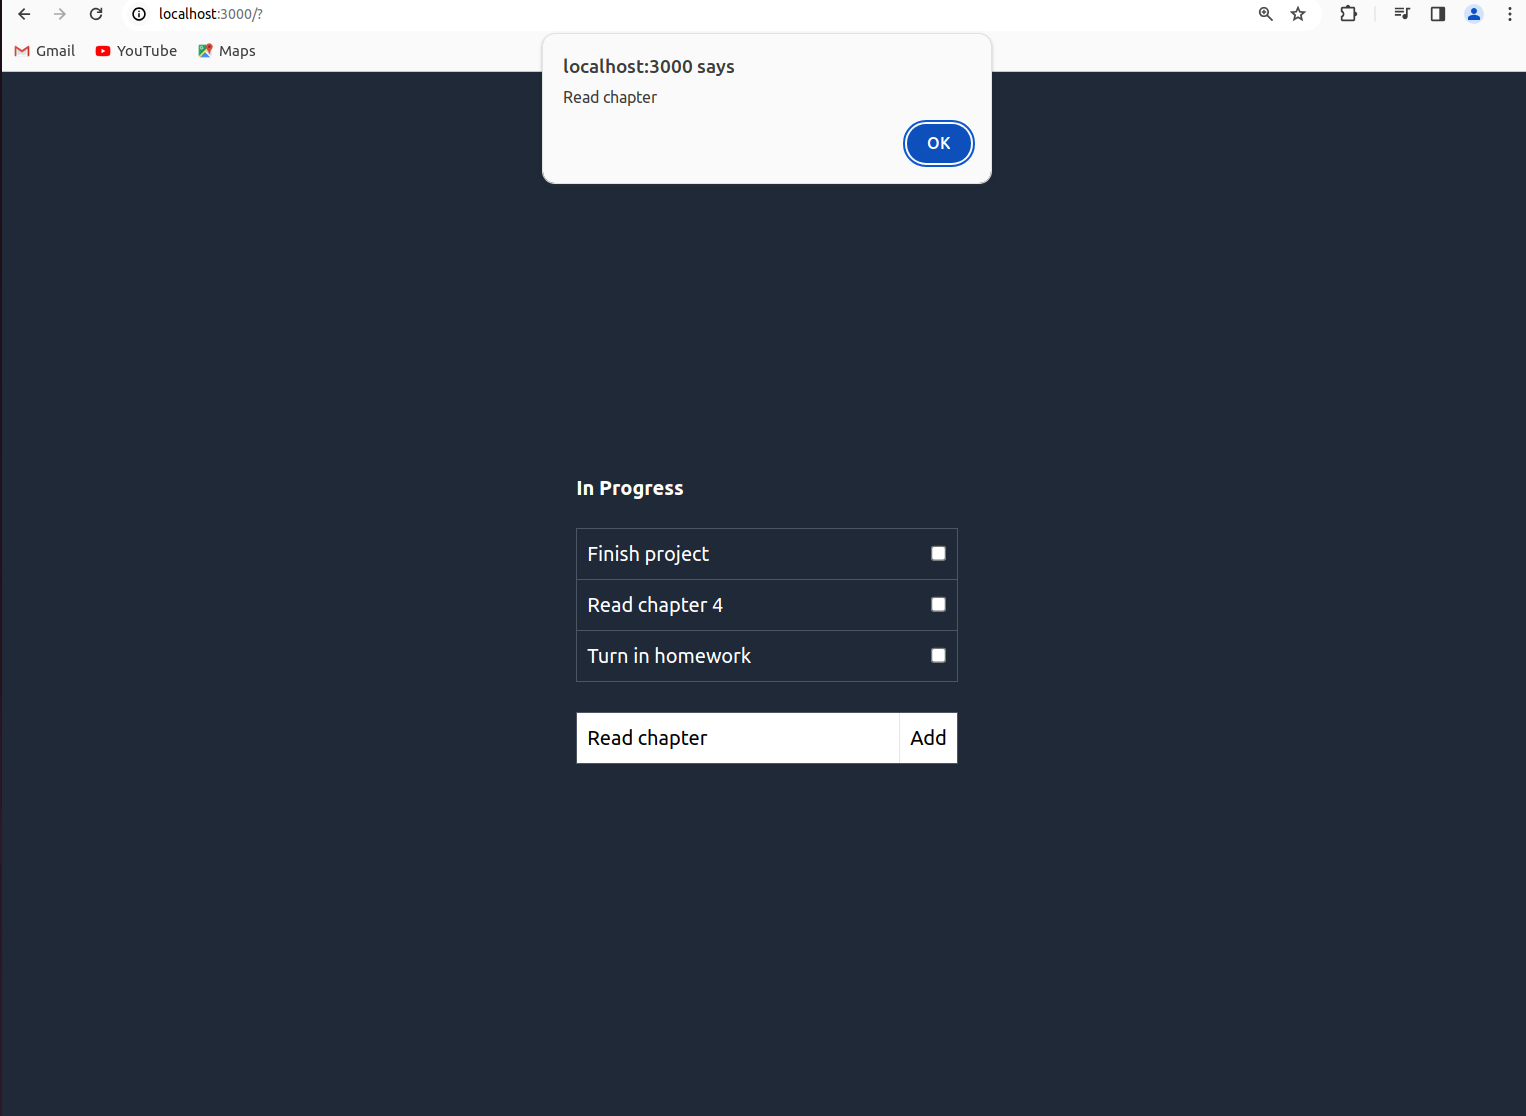 localhost:3000/?
Gmail YouTube Maps
localhost:3000 says
Read chapter
OK
In Progress
Finish project
Read chapter 4
Turn in homework
Read chapter Add